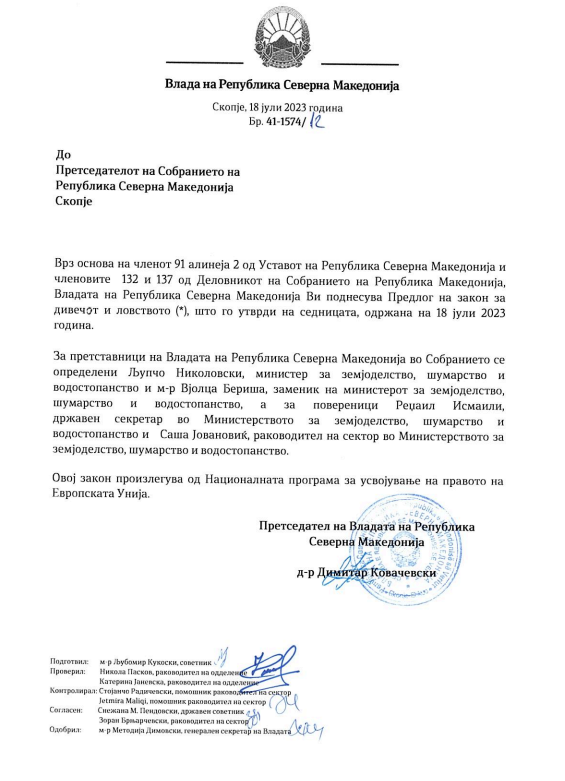 Влада на Република Северна Македонија
Скопје, 18 јули 2023 година
Бр. 41-1574/12
До
Претседателот на Собранието на
Република Северна Македонија
Скопје
Врз основа на членот 91 алинеја 2 од Уставот на Република Северна Македонија и
членовите 132 и 137 од Деловникот на Собранието на Република Македонија,
Владата на Република Северна Македонија Ви поднесува Предлог на закон за
дивечот и ловството (*), што го утврди на седницата, одржана на 18 јули 2023
година.
За претставници на Владата на Република Северна Македонија во Собранието се
определени Љупчо Николовски, министер за земјоделство, шумарство и
водостопанство и м-р Вјолца Бериша, заменик на министерот за земјоделство,
шумарство и водостопанство, а за повереници Реџаил Исмаили,
државен секретар во Министерството за земјоделство, шумарство и
водостопанство и Саша Јовановиќ, раководител на сектор во Министерството за
земјоделство, шумарство и водостопанство.
Овој закон произлегува од Националната програма за усвојување на правото на
Европската Унија.
Претседател на Владата на Република
Северна Македонија
д-р Димитар Ковачевски
Подготвил: м-р Љубомир Кукоски, советник
Проверил: Никола Пасков, раководител на одделение
Катерина Јаневска, раководител на одделение
Контролирал: Стојанчо Радичевски, помошник раководител на сектор
Jetmira Maliqi, помошник раководител на сектор
Согласен: Снежана М. Пендовски, државен советник
Зоран Брњарчевски, раководител на сектор
Одобрил: м-р Методија Димовски, генерален секретар на Владата